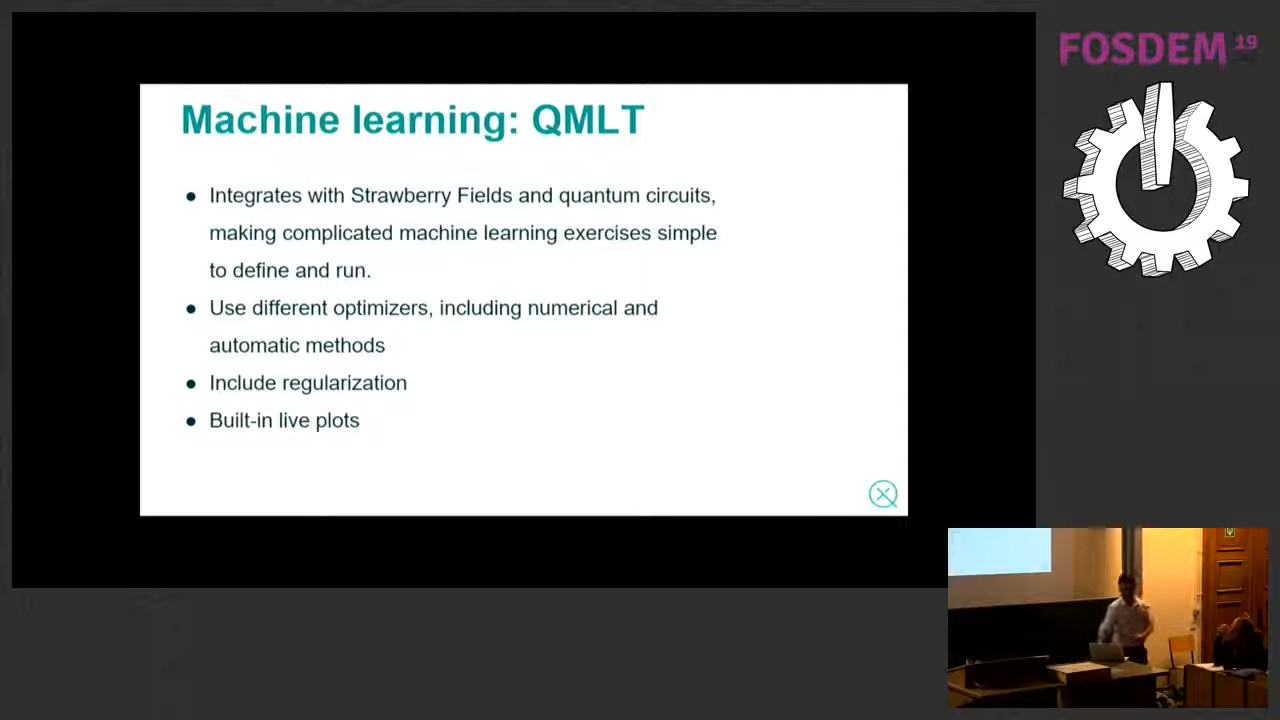 FOSDEM 19
Machine learning: QMLT
● Integrates with Strawberry Fields and quantum circuits,
making complicated machine learning exercises simple
to define and run.
● Use different optimizers, including numerical and
automatic methods
● Include regularization
● Built-in live plots